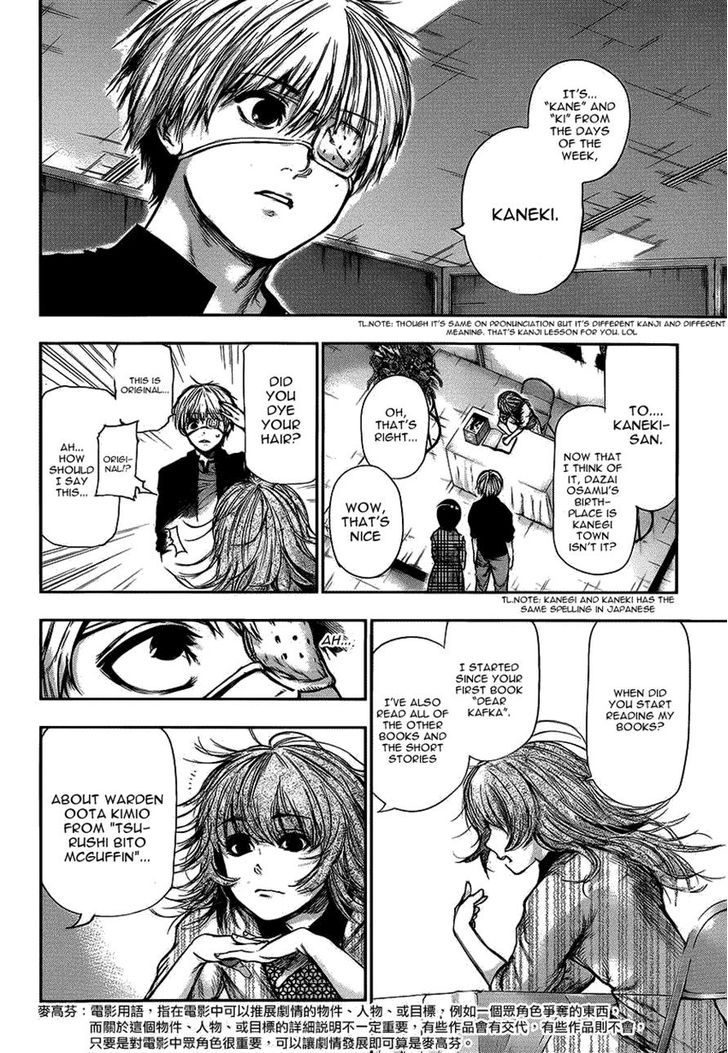 IT'S...
"KANE" AND
"KI" FROM
THE DAYS
OF THE
WEEK,
KANEKI.
TL.NOTE: THOUGH IT'S SAME ON PRONUNCIATION BUT IT'S DIFFERENT KANJI AND DIFFERENT
MEANING. THAT'S KANJI LESSON FOR YOU. LOL
TO....
KANEKI-
SAN.
NOW THAT
I THINK
OF IT, DAZAI
OSAMU'S
BIRTH-
PLACE IS
KANEGI
TOWN
ISN'T IT?
OH,
THAT'S
RIGHT...
WOW,
THAT'S
NICE
TL.NOTE: KANEGI AND KANEKI HAS THE
SAME SPELLING IN JAPANESE
DID
YOU
DYE
YOUR
HAIR?
THIS IS
ORIGINAL...
ORIGI-
NAL!?
AH...
HOW
SHOULD
I SAY
THIS...
WHEN DID
YOU START
READING MY
BOOKS?
I STARTED
SINCE YOUR
FIRST BOOK
"DEAR
KAFKA".
I'VE ALSO
READ ALL OF
THE OTHER
BOOKS AND
THE SHORT
STORIES
AH...
ABOUT WARDEN
OOTA KIMIO
FROM "TSU-
RUSHI BITO
MCGUFFIN"...
麥高芬：電影用語，指在電影中可以推展劇情的物件、人物、或目標，例如一個眾角色爭奪的東西，
而關於這個物件、人物、或目標的詳細説明不一定重要，有些作品會有交代，有些作品則不會，
只要是對電影中眾角色很重要，可以讓劇情發展即可算是麥高芬。